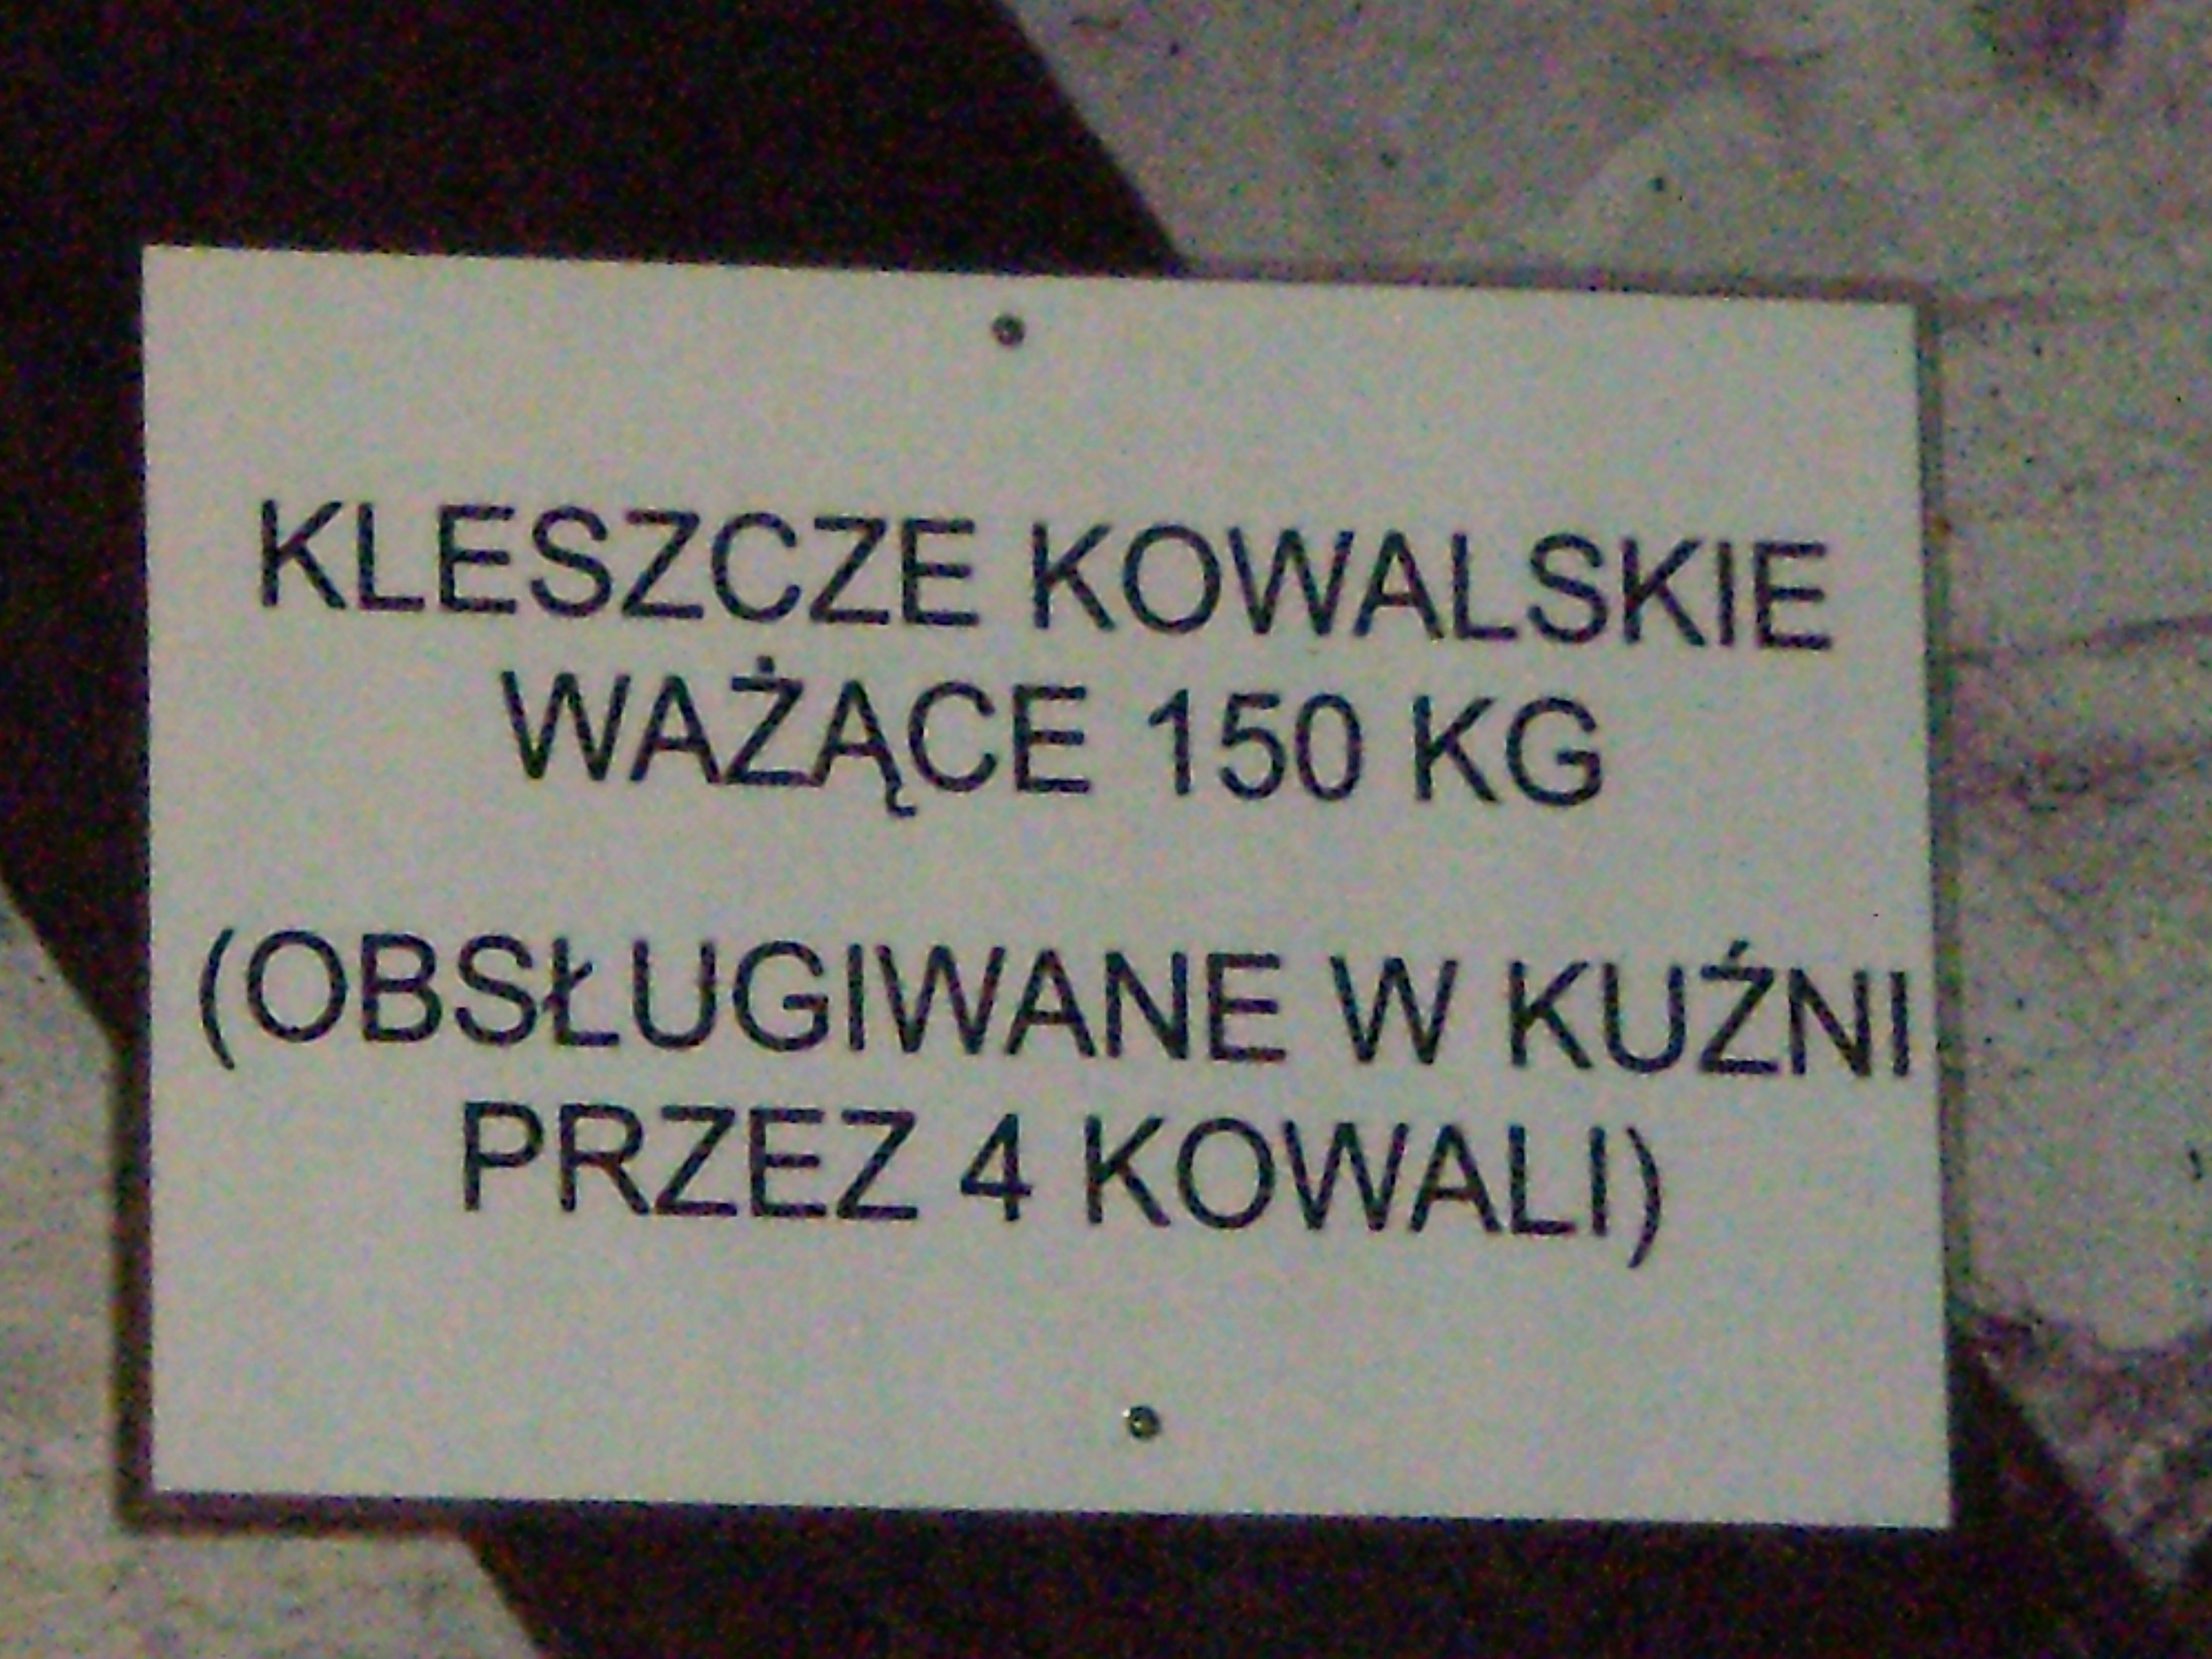 KLESZCZE KOWALSKIE
WAŻĄCE 150 KG
(OBSŁUGIWANE W KUŹNI
PRZEZ 4 KOWALI)